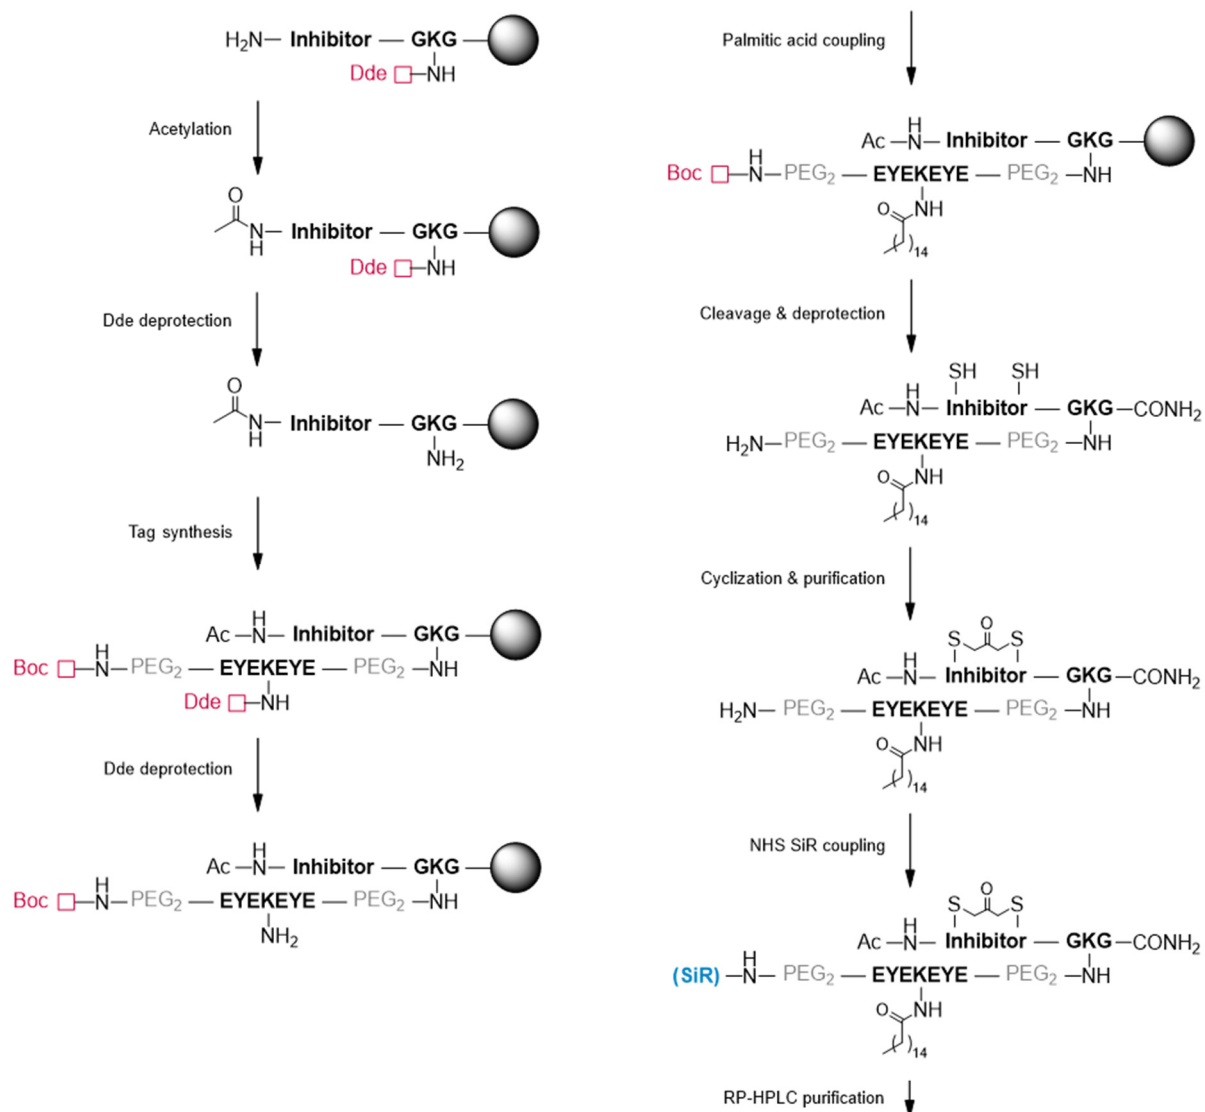 H₂N— Inhibitor — GKG
Dde —NH
Acetylation
O
N
H
— Inhibitor — GKG
Dde —NH
Dde deprotection
O
N
H
— Inhibitor — GKG
NH₂
Tag synthesis
H
Ac —N— Inhibitor — GKG
H
Boc —N— PEG₂ — EYEKEYE — PEG₂ —NH
Dde —NH
Dde deprotection
H
Ac —N— Inhibitor — GKG
H
Boc —N— PEG₂ — EYEKEYE — PEG₂ —NH
NH₂
Palmitic acid coupling
H
Ac —N— Inhibitor — GKG
H
Boc —N— PEG₂ — EYEKEYE — PEG₂ —NH
O NH
( )₁₄
Cleavage & deprotection
SH SH
H
Ac —N— Inhibitor — GKG —CONH₂
H₂N— PEG₂ — EYEKEYE — PEG₂ —NH
O NH
( )₁₄
Cyclization & purification
O
S S
H
Ac —N— Inhibitor — GKG —CONH₂
H₂N— PEG₂ — EYEKEYE — PEG₂ —NH
O NH
( )₁₄
NHS SiR coupling
O
S S
H
Ac —N— Inhibitor — GKG —CONH₂
H
(SiR) —N— PEG₂ — EYEKEYE — PEG₂ —NH
O NH
( )₁₄
RP-HPLC purification